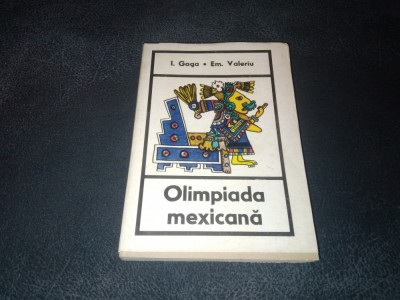 I. Goga • Em. Valeriu
Olimpiada
mexicană